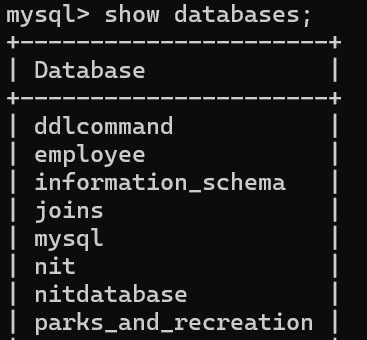 mysql> show databases;
+----------------------+
| Database             |
+----------------------+
| ddlcommand           |
| employee             |
| information_schema   |
| joins                |
| mysql                |
| nit                  |
| nitdatabase          |
| parks_and_recreation |